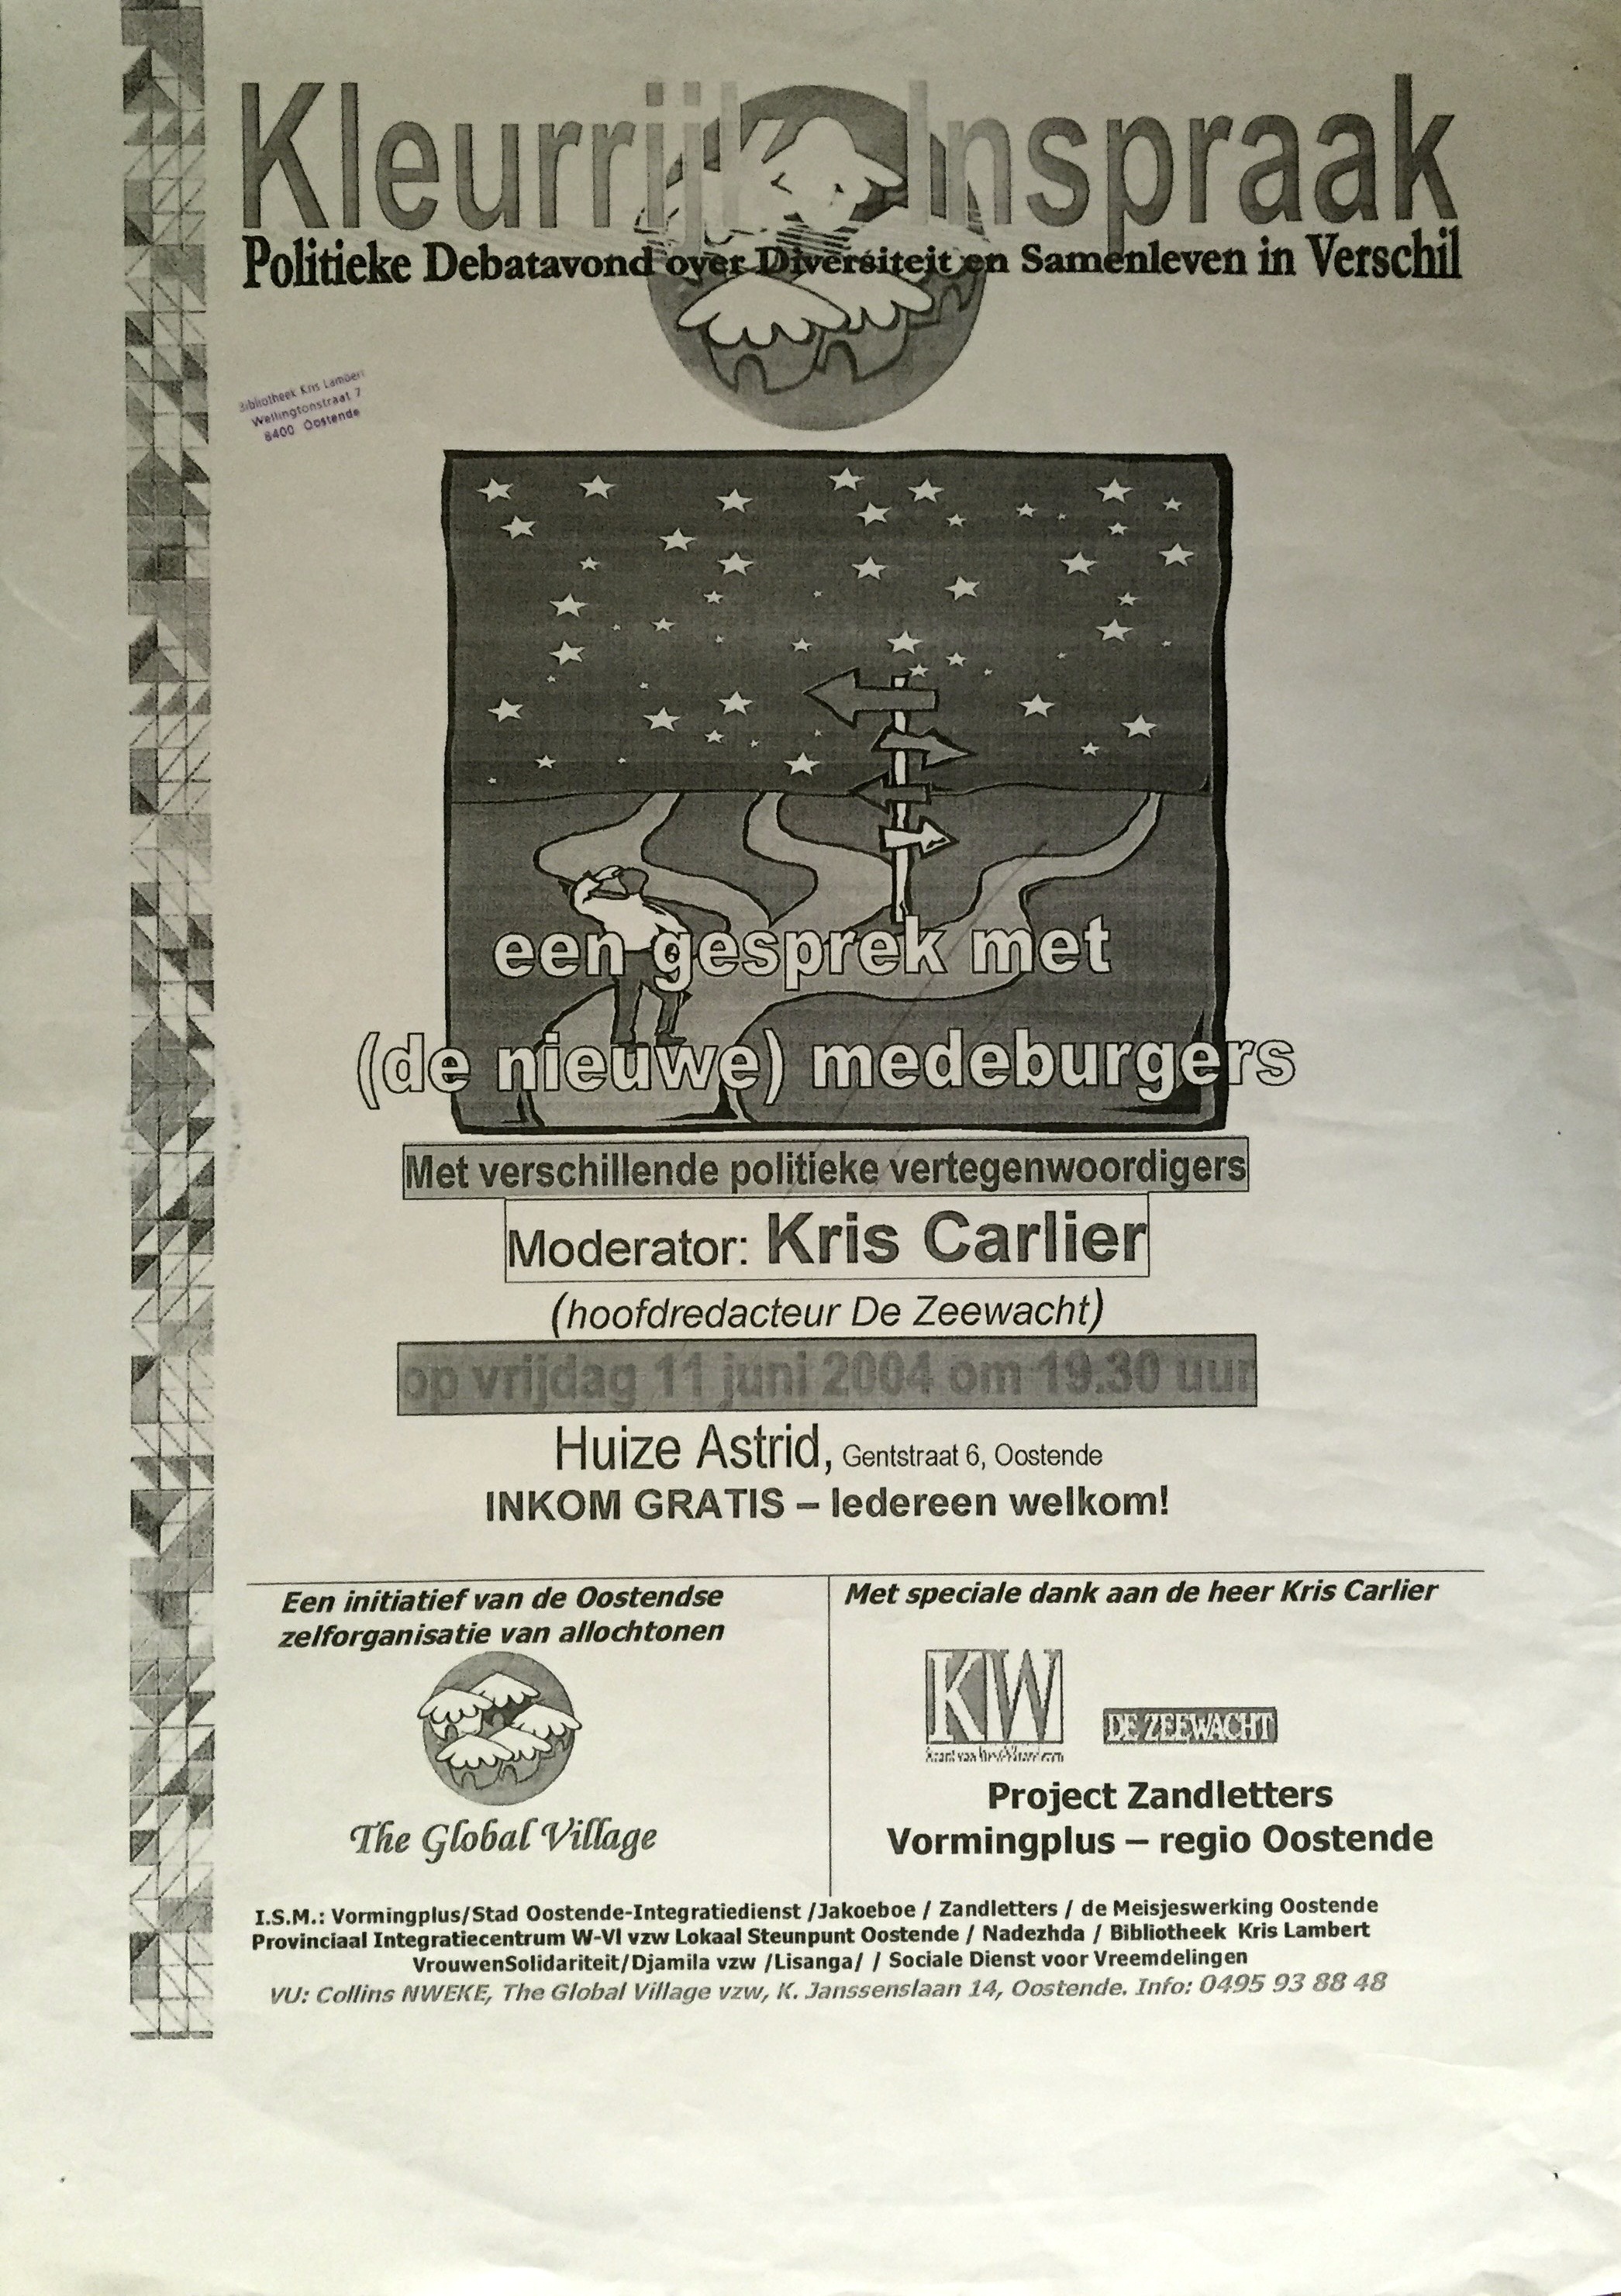 Kleurrijk Inspraak
Politieke Debatavond over Diversiteit en Samenleven in Verschil
Bibliotheek Kris Lambert
Wellingtonstraat 7
8400 Oostende
een gesprek met
(de nieuwe) medeburgers
Met verschillende politieke vertegenwoordigers
Moderator: Kris Carlier
(hoofdredacteur De Zeewacht)
op vrijdag 11 juni 2004 om 19.30 uur
Huize Astrid, Gentstraat 6, Oostende
INKOM GRATIS – Iedereen welkom!
Een initiatief van de Oostendse
zelforganisatie van allochtonen
The Global Village
Met speciale dank aan de heer Kris Carlier
KW
Krant van West-Vlaanderen
DE ZEEWACHT
Project Zandletters
Vormingplus – regio Oostende
I.S.M.: Vormingplus/Stad Oostende-Integratiedienst /Jakoeboe / Zandletters / de Meisjeswerking Oostende
Provinciaal Integratiecentrum W-Vl vzw Lokaal Steunpunt Oostende / Nadezhda / Bibliotheek Kris Lambert
VrouwenSolidariteit/Djamila vzw /Lisanga/ / Sociale Dienst voor Vreemdelingen
VU: Collins NWEKE, The Global Village vzw, K. Janssenslaan 14, Oostende. Info: 0495 93 88 48